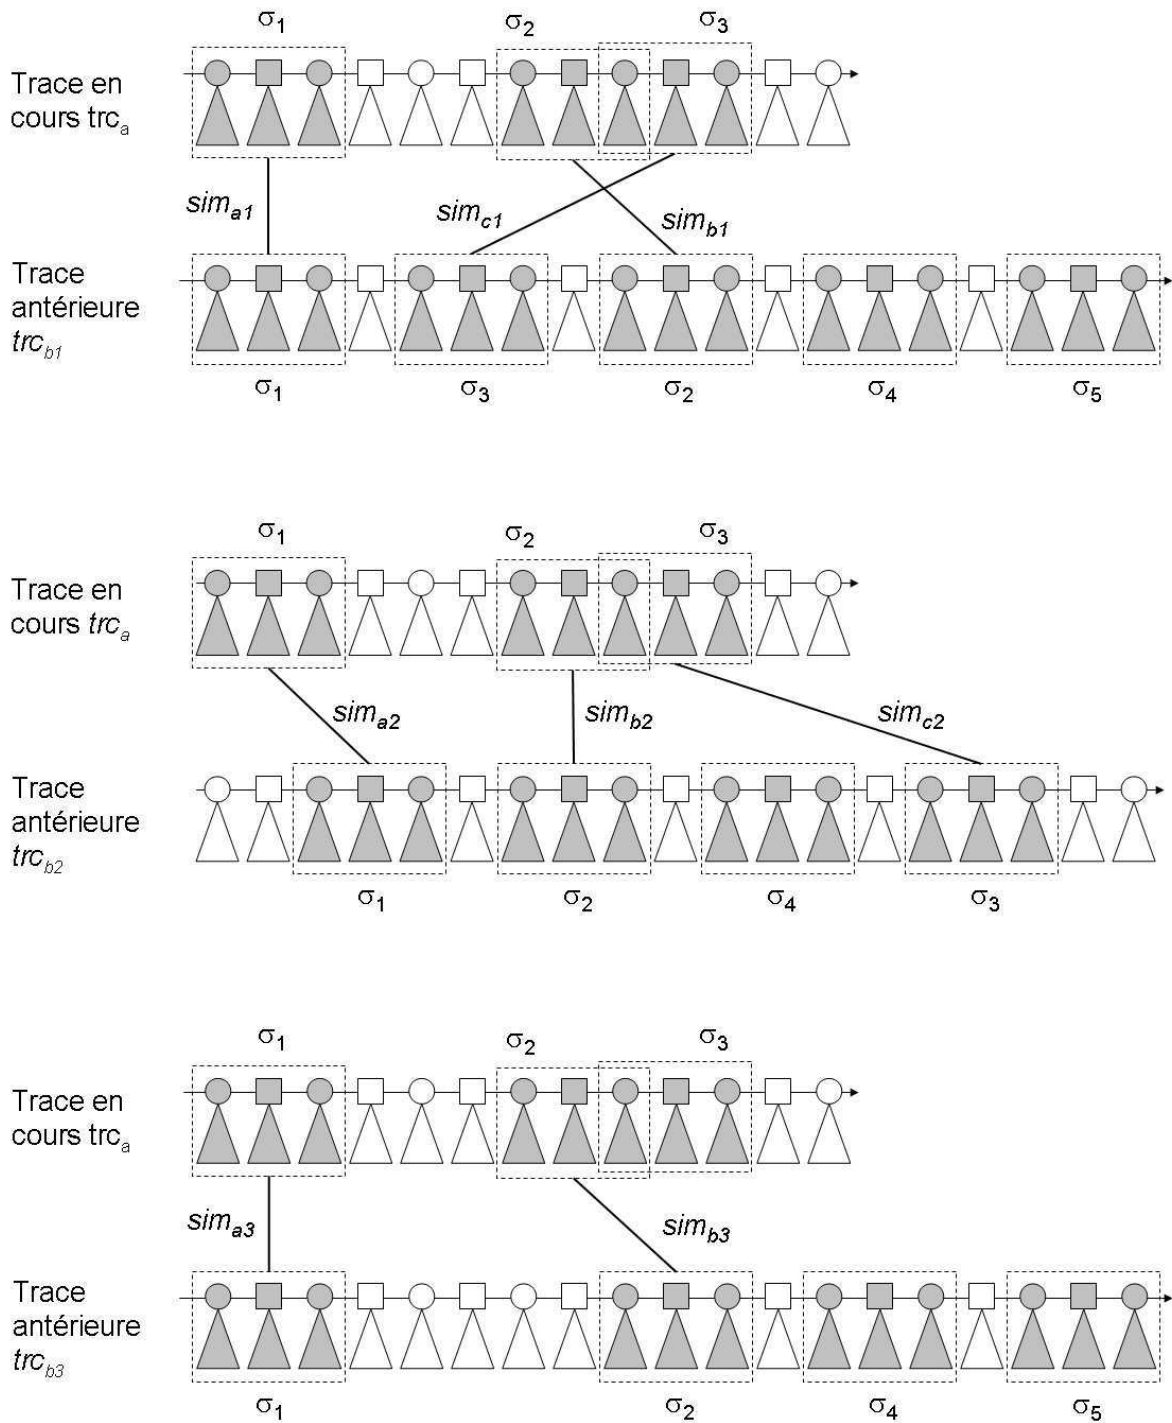 σ1 σ2 σ3
Trace en
cours trca
sima1 simc1 simb1
Trace
antérieure
trcb1
σ1 σ3 σ2 σ4 σ5
σ1 σ2 σ3
Trace en
cours trca
sima2 simb2 simc2
Trace
antérieure
trcb2
σ1 σ2 σ4 σ3
σ1 σ2 σ3
Trace en
cours trca
sima3 simb3
Trace
antérieure
trcb3
σ1 σ2 σ4 σ5